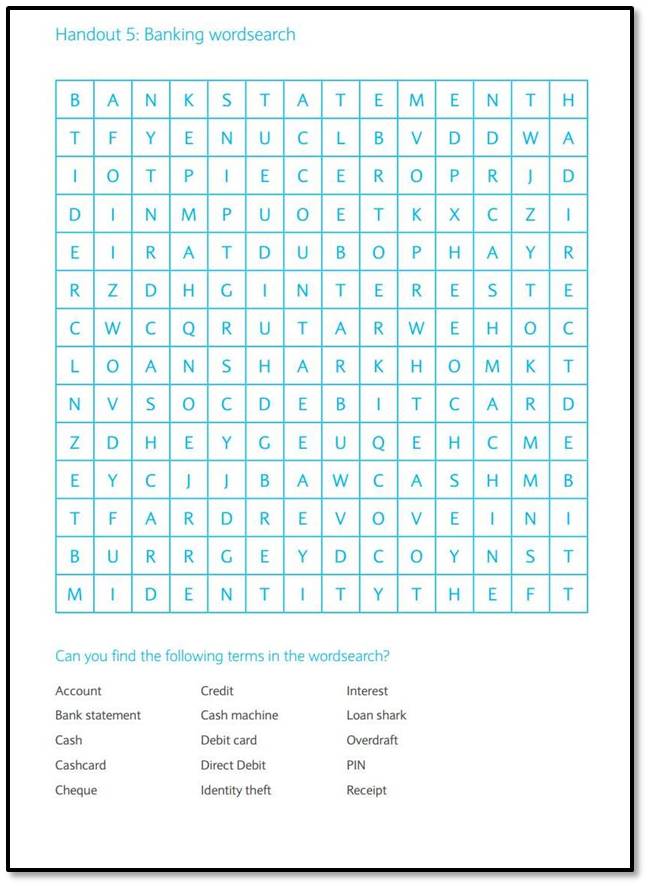 Handout 5: Banking wordsearch
B A N K S T A T E M E N T H
T F Y E N U C L B V D D W A
I O T P I E C E R O P R J D
D I N M P U O E T K X C Z I
E I R A T D U B O P H A Y R
R Z D H G I N T E R E S T E
C W C Q R U T A R W E H O C
L O A N S H A R K H O M K T
N V S O C D E B I T C A R D
Z D H E Y G E U Q E H C M E
E Y C J J B A W C A S H M B
T F A R D R E V O V E I N I
B U R R G E Y D C O Y N S T
M I D E N T I T Y T H E F T
Can you find the following terms in the wordsearch?
Account Credit Interest
Bank statement Cash machine Loan shark
Cash Debit card Overdraft
Cashcard Direct Debit PIN
Cheque Identity theft Receipt